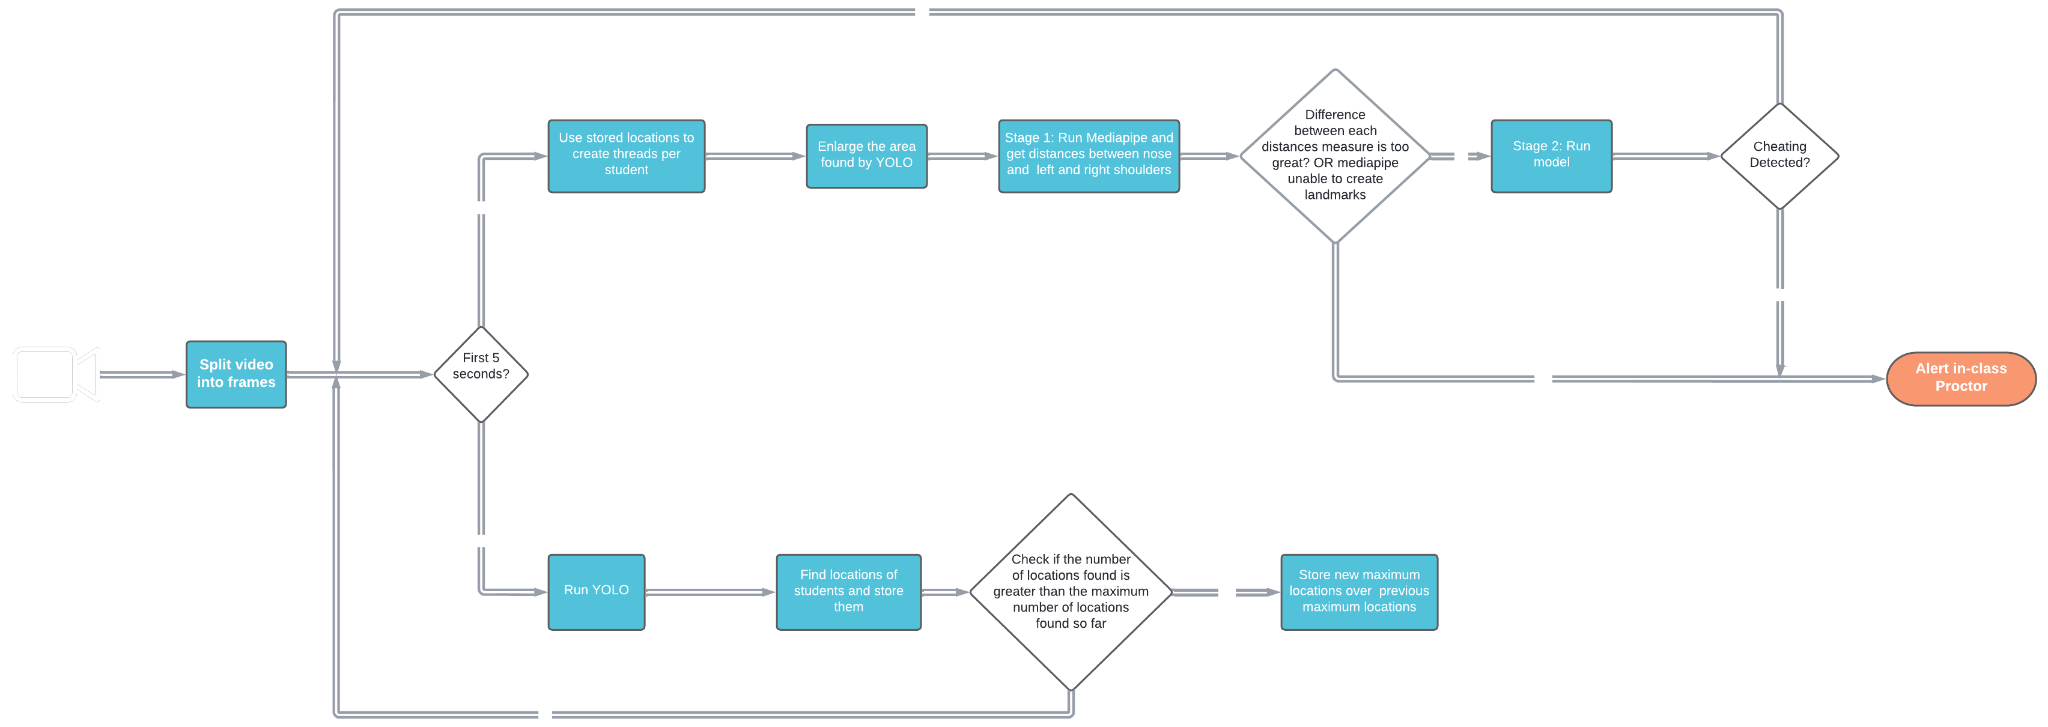 Use stored locations to
create threads per
student
Enlarge the area
found by YOLO
Stage 1: Run Mediapipe and
get distances between nose
and left and right shoulders
Difference
between each
distances measure is too
great? OR mediapipe
unable to create
landmarks
Stage 2: Run
model
Cheating
Detected?
Split video
into frames
First 5
seconds?
Alert in-class
Proctor
Run YOLO
Find locations of
students and store
them
Check if the number
of locations found is
greater than the maximum
number of locations
found so far
Store new maximum
locations over previous
maximum locations